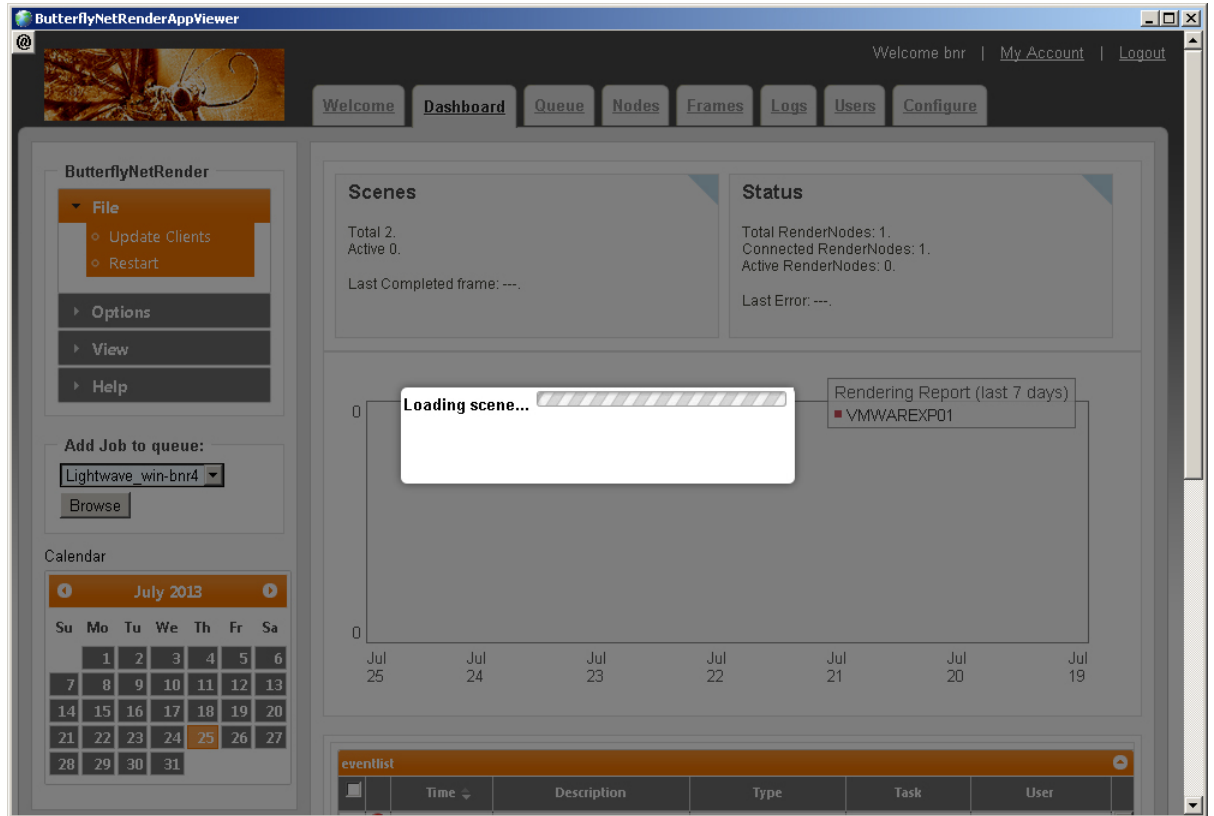 ButterflyNetRenderAppViewer
@
Welcome bnr | My Account | Logout
Welcome Dashboard Queue Nodes Frames Logs Users Configure
ButterflyNetRender
File
Update Clients
Restart
Options
View
Help
Add Job to queue:
Lightwave_win-bnr4
Browse
Calendar
July 2013
Su Mo Tu We Th Fr Sa
1 2 3 4 5 6
7 8 9 10 11 12 13
14 15 16 17 18 19 20
21 22 23 24 25 26 27
28 29 30 31
Scenes
Total 2.
Active 0.
Last Completed frame: ---.
Status
Total RenderNodes: 1.
Connected RenderNodes: 1.
Active RenderNodes: 0.
Last Error: ---.
Loading scene...
Rendering Report (last 7 days)
VMWAREXP01
0
0
Jul Jul Jul Jul Jul Jul Jul
25 24 23 22 21 20 19
eventlist
Time Description Type Task User